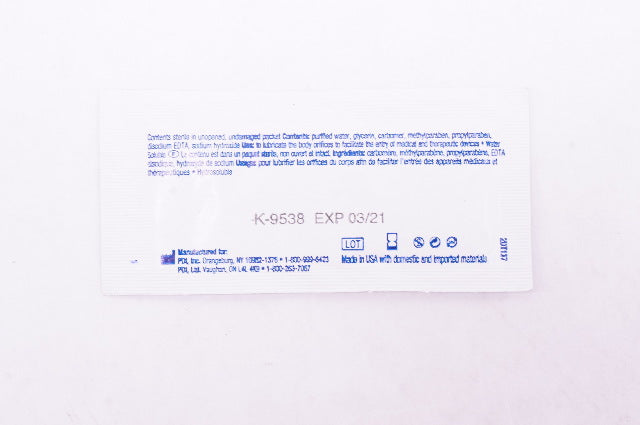 Contents sterile in unopened, undamaged packet Contents: purified water, glycerin, carbomer, methylparaben, propylparaben,
disodium EDTA, sodium hydroxide Uses: to lubricate the body orifices to facilitate the entry of medical and therapeutic devices • Water
Soluble Le contenu est dans un paquet stérile, non ouvert et intact. Ingrédients: carbomère, méthylparabène, propylparabène, EDTA
disodique, hydroxide de sodium Usages: pour lubrifier les orifices du corps afin de faciliter l'entrée des appareils médicaux et
thérapeutiques • Hydrosoluble
K-9538 EXP 03/21
LOT
Manufactured for:
PDI, Inc. Orangeburg, NY 10962-1376 • 1-800-999-6423
PDI, Ltd. Vaughan, ON L4L 4K9 • 1-800-263-7067
Made in USA with domestic and imported materials